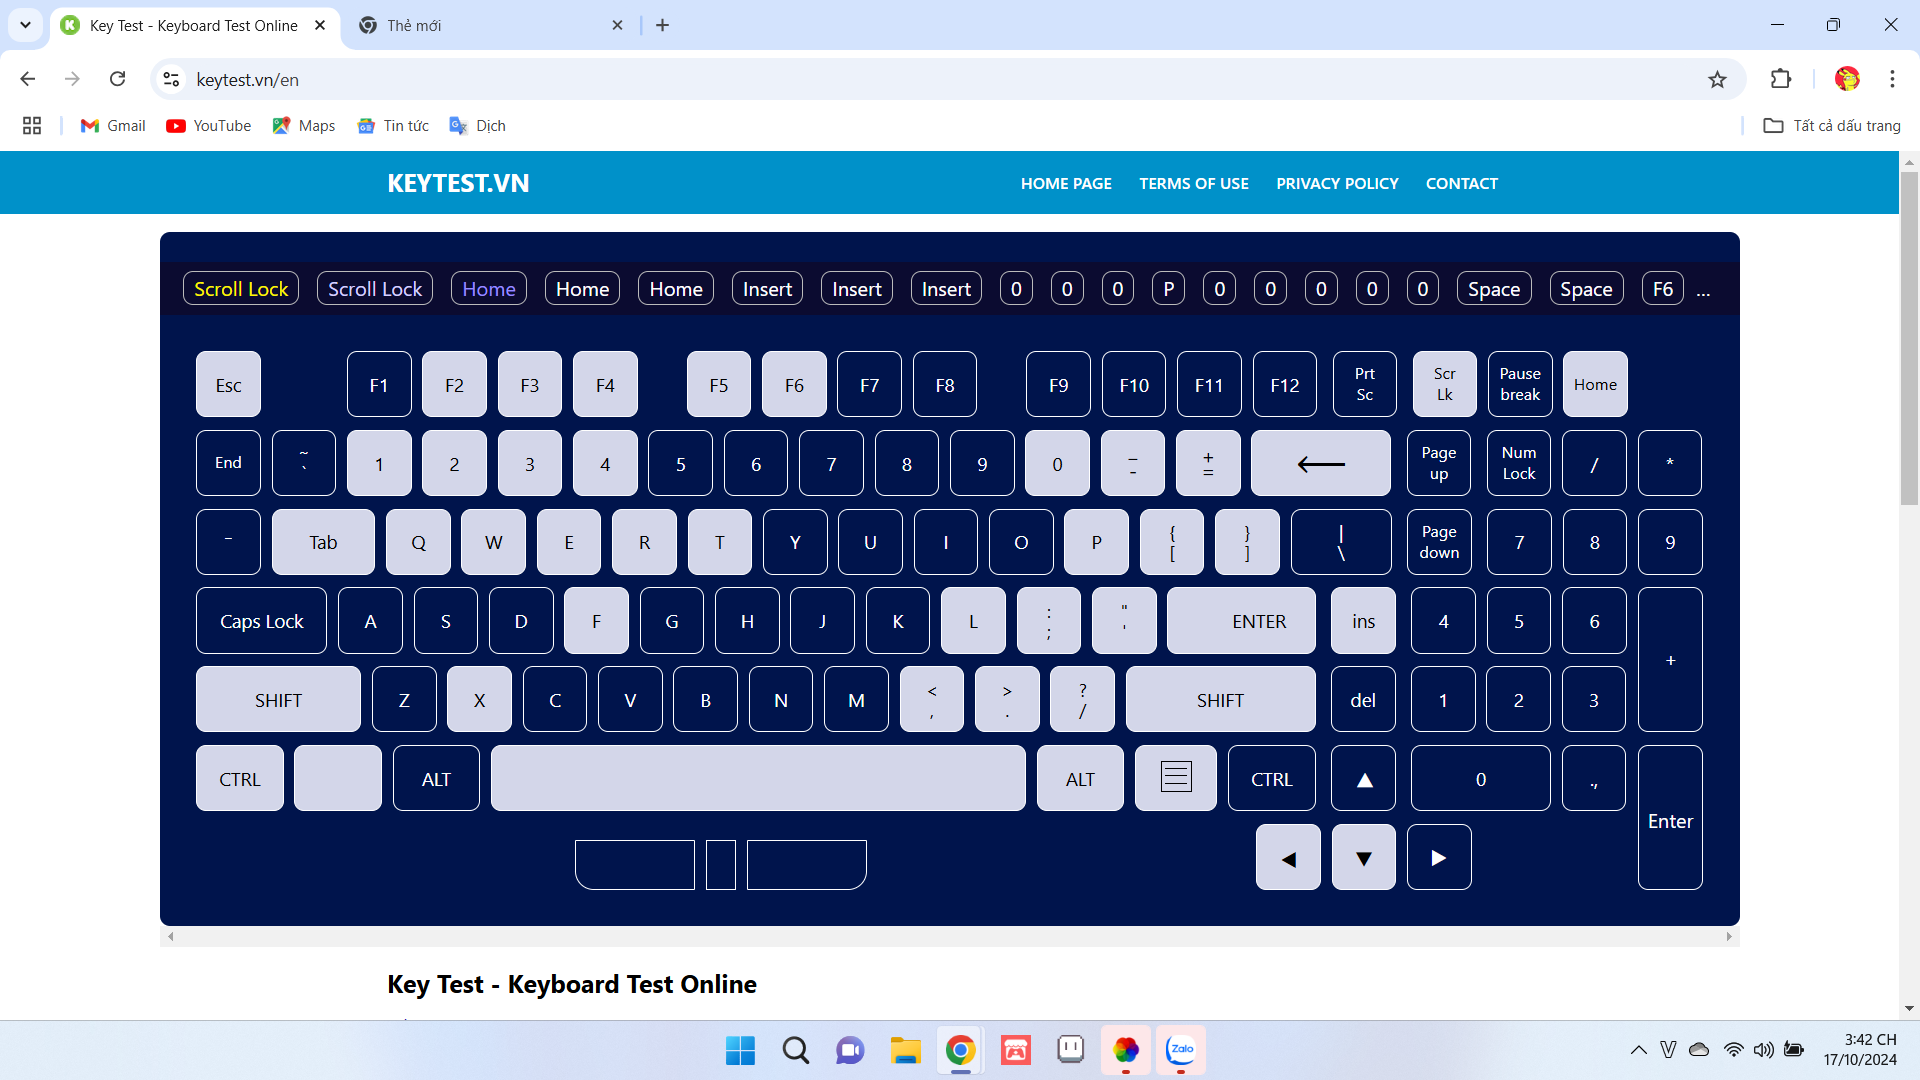 Key Test - Keyboard Test Online
Thẻ mới
keytest.vn/en
Gmail YouTube Maps Tin tức Dịch Tất cả dấu trang
KEYTEST.VN HOME PAGE TERMS OF USE PRIVACY POLICY CONTACT
Scroll Lock Scroll Lock Home Home Home Insert Insert Insert 0 0 0 P 0 0 0 0 0 Space Space F6 ...
Esc F1 F2 F3 F4 F5 F6 F7 F8 F9 F10 F11 F12 Prt Sc Scr Lk Pause break Home
End ~ ` 1 2 3 4 5 6 7 8 9 0 _ - + = ⟵ Page up Num Lock / *
- Tab Q W E R T Y U I O P { [ } ] | \ Page down 7 8 9
Caps Lock A S D F G H J K L : ; " ' ENTER ins 4 5 6 +
SHIFT Z X C V B N M < , > . ? / SHIFT del 1 2 3
CTRL ALT ALT CTRL ▲ 0 ., Enter
◀ ▼ ▶
Key Test - Keyboard Test Online
Zalo
3:42 CH
17/10/2024